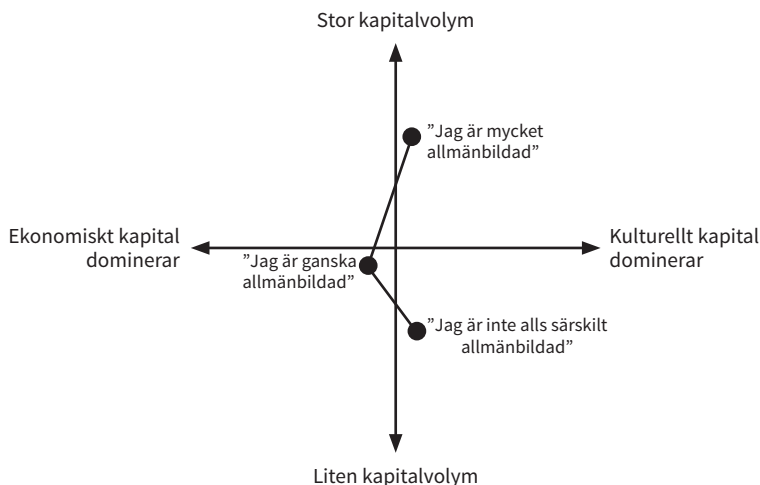 Stor kapitalvolym
”Jag är mycket
allmänbildad”
Ekonomiskt kapital
dominerar
Kulturellt kapital
dominerar
”Jag är ganska
allmänbildad”
”Jag är inte alls särskilt
allmänbildad”
Liten kapitalvolym